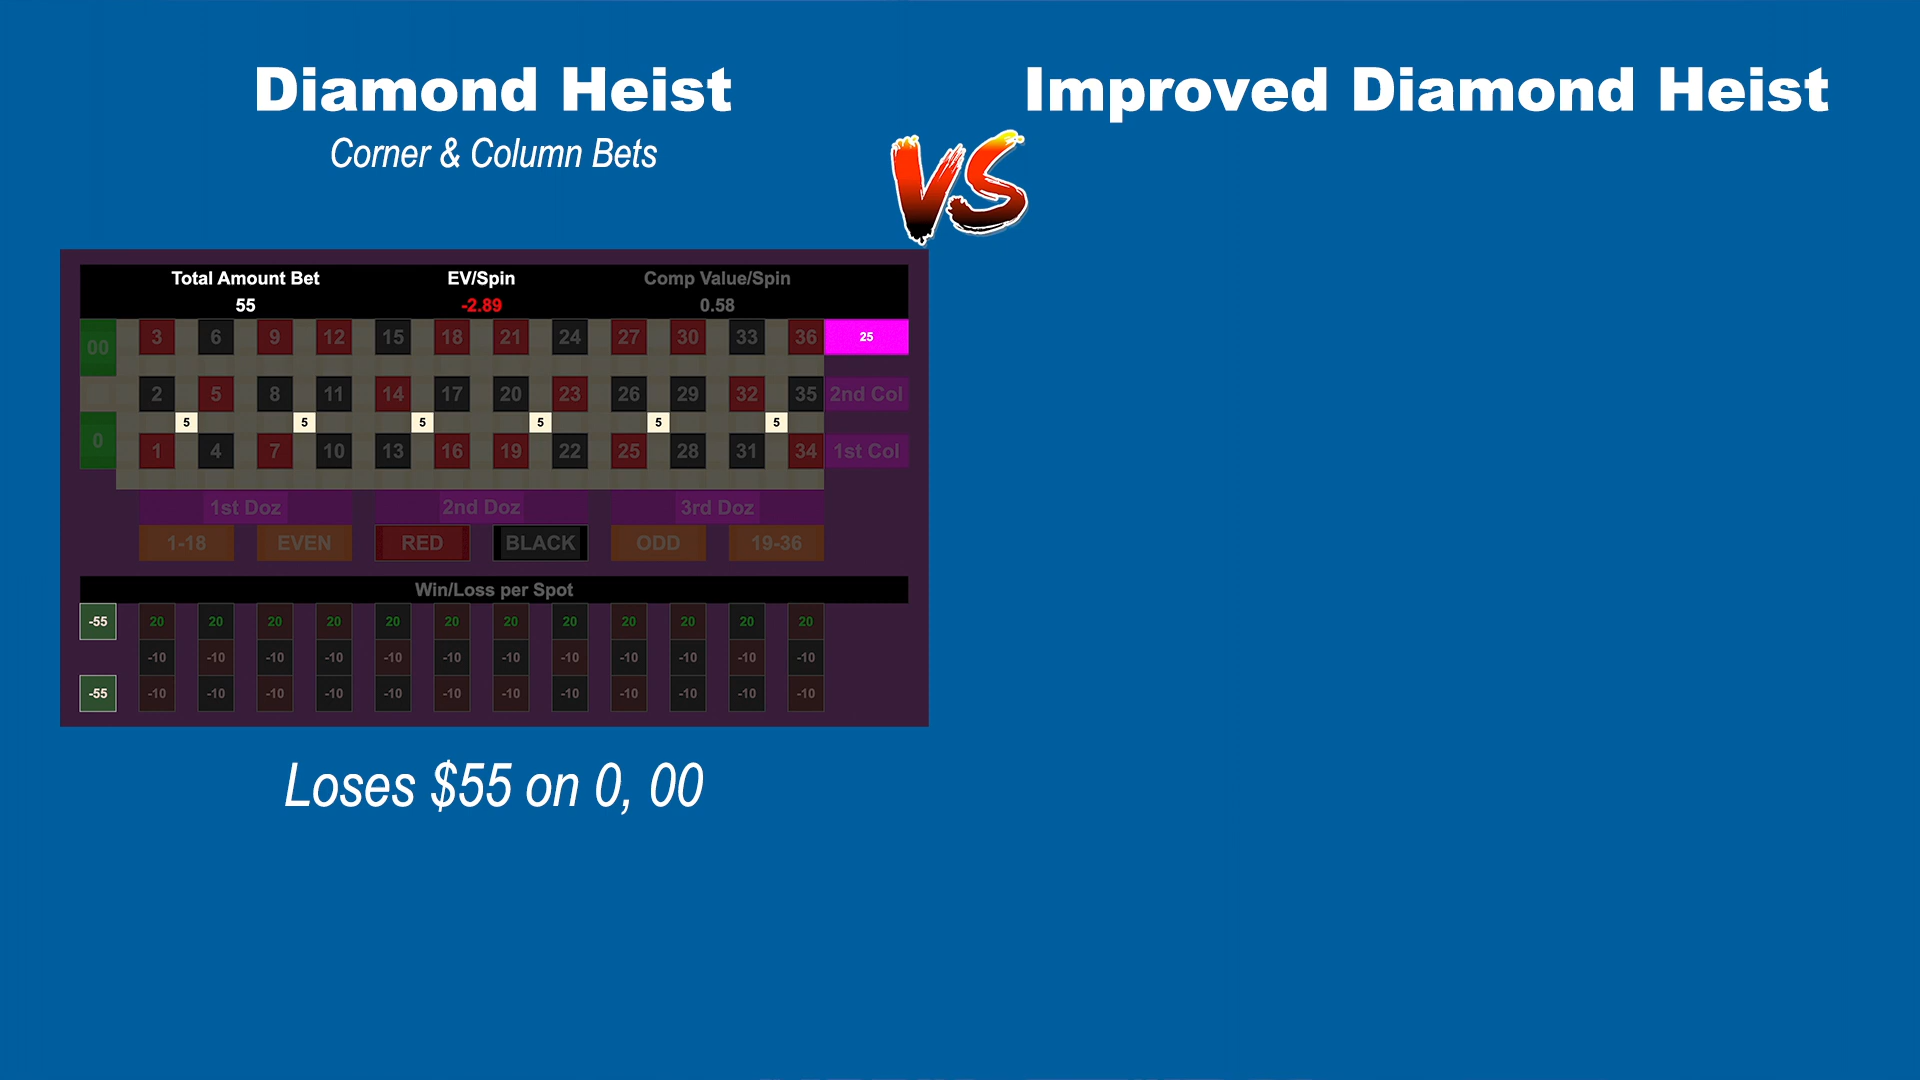 Diamond Heist
Corner & Column Bets
VS
Improved Diamond Heist
Total Amount Bet EV/Spin Comp Value/Spin
55 -2.89 0.58
00 3 6 9 12 15 18 21 24 27 30 33 36 25
2 5 8 11 14 17 20 23 26 29 32 35 2nd Col
5 5 5 5 5 5
0 1 4 7 10 13 16 19 22 25 28 31 34 1st Col
1st Doz 2nd Doz 3rd Doz
1-18 EVEN RED BLACK ODD 19-36
Win/Loss per Spot
-55 20 20 20 20 20 20 20 20 20 20 20 20
-10 -10 -10 -10 -10 -10 -10 -10 -10 -10 -10 -10
-55 -10 -10 -10 -10 -10 -10 -10 -10 -10 -10 -10 -10
Loses $55 on 0, 00